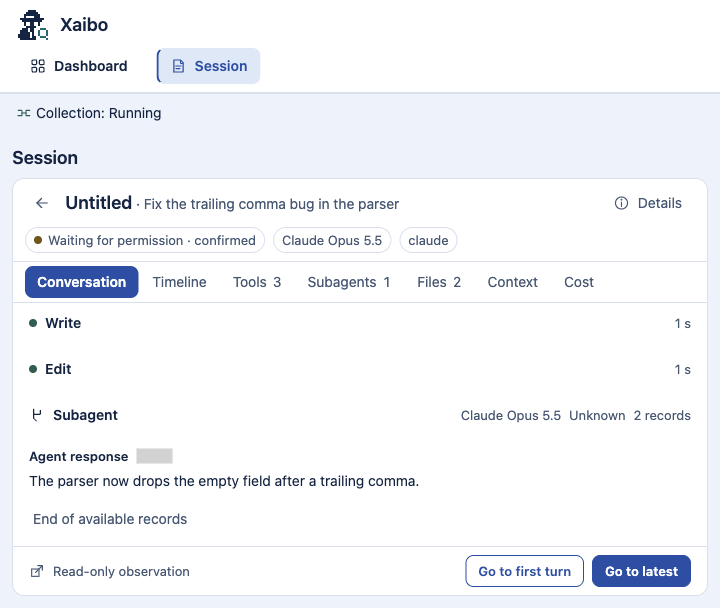 Xaibo
Dashboard
Session
Collection: Running
Session
Untitled · Fix the trailing comma bug in the parser
Details
Waiting for permission · confirmed
Claude Opus 5.5
claude
Conversation
Timeline
Tools 3
Subagents 1
Files 2
Context
Cost
Write
1 s
Edit
1 s
Subagent
Claude Opus 5.5 Unknown 2 records
Agent response
The parser now drops the empty field after a trailing comma.
End of available records
Read-only observation
Go to first turn
Go to latest